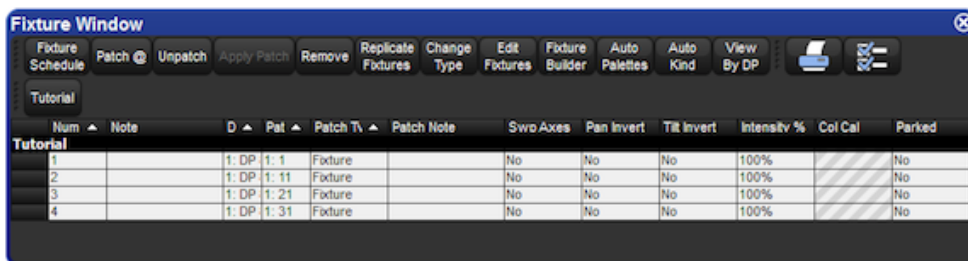 Fixture Window
Fixture Schedule Patch @ Unpatch Apply Patch Remove Replicate Fixtures Change Type Edit Fixtures Fixture Builder Auto Palettes Auto Kind View By DP
Tutorial
Num Note D Pat Patch Ty Patch Note Swp Axes Pan Invert Tilt Invert Intensity % Col Cal Parked
Tutorial
1 1: DP 1: 1 Fixture No No No 100% No
2 1: DP 1: 11 Fixture No No No 100% No
3 1: DP 1: 21 Fixture No No No 100% No
4 1: DP 1: 31 Fixture No No No 100% No